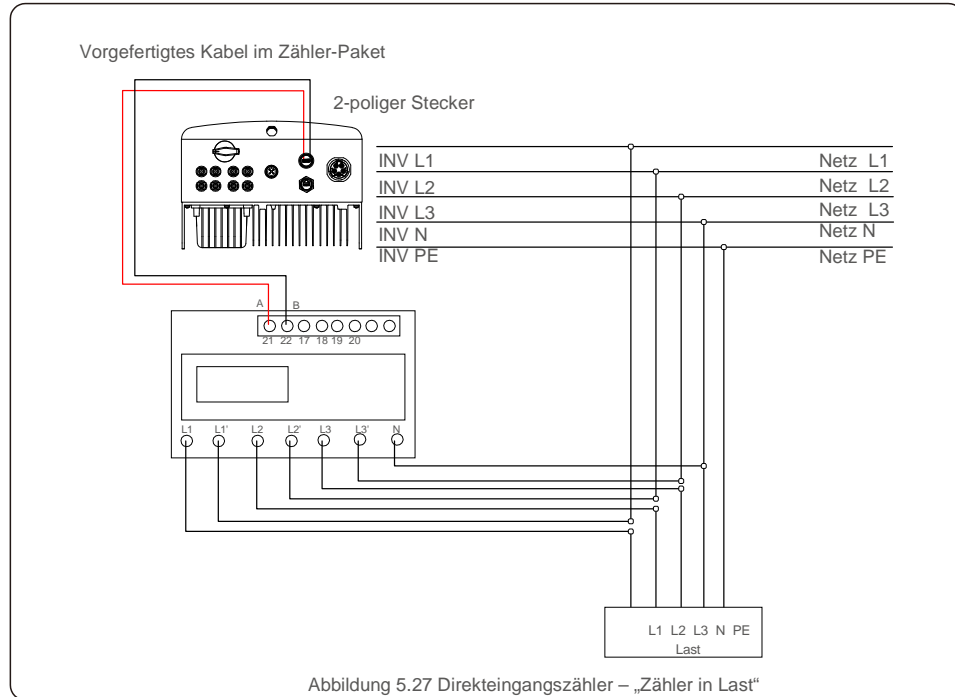 Vorgefertigtes Kabel im Zähler-Paket
2-poliger Stecker
INV L1 Netz L1
INV L2 Netz L2
INV L3 Netz L3
INV N Netz N
INV PE Netz PE
A B
21 22 17 18 19 20
L1 L1' L2 L2' L3 L3' N
L1 L2 L3 N PE
Last
Abbildung 5.27 Direkteingangszähler – „Zähler in Last“